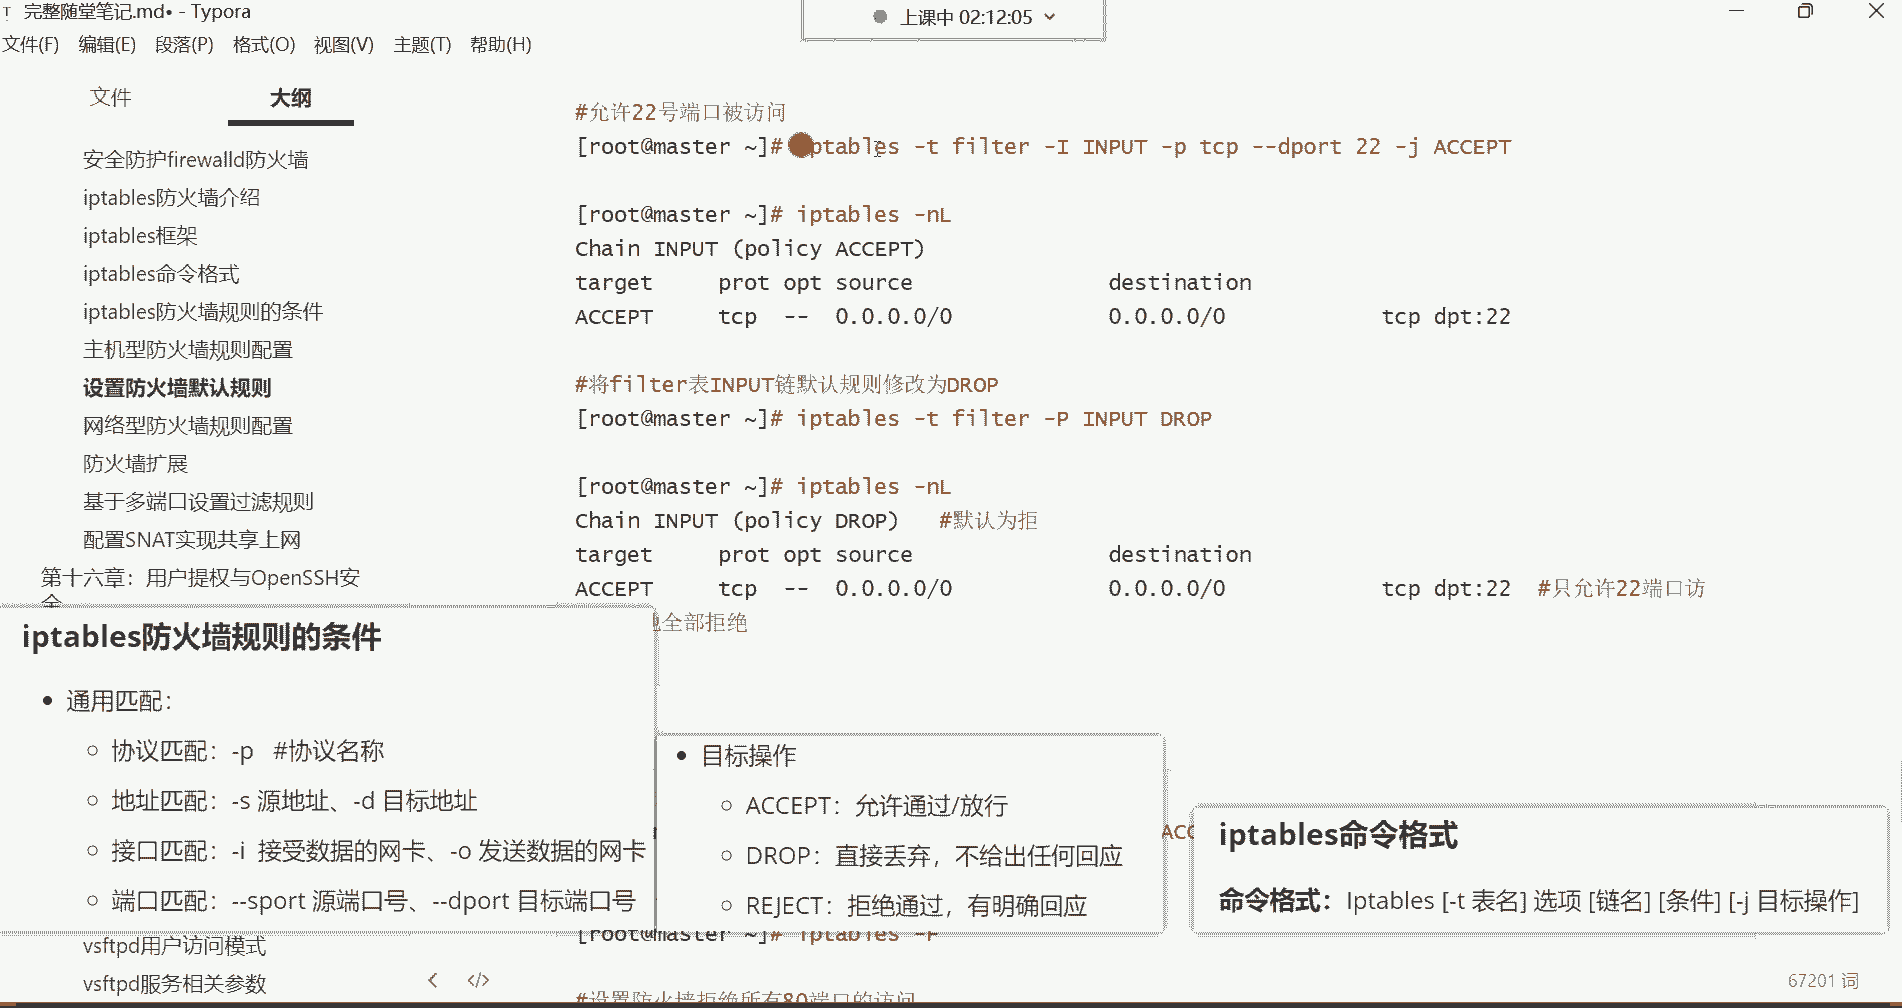 完整随堂笔记.md• - Typora
上课中 02:12:05
文件(F) 编辑(E) 段落(P) 格式(O) 视图(V) 主题(T) 帮助(H)
文件 大纲
安全防护firewalld防火墙
iptables防火墙介绍
iptables框架
iptables命令格式
iptables防火墙规则的条件
主机型防火墙规则配置
设置防火墙默认规则
网络型防火墙规则配置
防火墙扩展
基于多端口设置过滤规则
配置SNAT实现共享上网
第十六章：用户提权与OpenSSH安
全
#允许22号端口被访问
[root@master ~]# iptables -t filter -I INPUT -p tcp --dport 22 -j ACCEPT
[root@master ~]# iptables -nL
Chain INPUT (policy ACCEPT)
target prot opt source destination
ACCEPT tcp -- 0.0.0.0/0 0.0.0.0/0 tcp dpt:22
#将filter表INPUT链默认规则修改为DROP
[root@master ~]# iptables -t filter -P INPUT DROP
[root@master ~]# iptables -nL
Chain INPUT (policy DROP) #默认为拒
target prot opt source destination
ACCEPT tcp -- 0.0.0.0/0 0.0.0.0/0 tcp dpt:22 #只允许22端口访
全部拒绝
iptables防火墙规则的条件
• 通用匹配：
○ 协议匹配：-p #协议名称
○ 地址匹配：-s 源地址、-d 目标地址
○ 接口匹配：-i 接受数据的网卡、-o 发送数据的网卡
○ 端口匹配：--sport 源端口号、--dport 目标端口号
• 目标操作
○ ACCEPT：允许通过/放行
○ DROP：直接丢弃，不给出任何回应
○ REJECT：拒绝通过，有明确回应
iptables命令格式
命令格式：Iptables [-t 表名] 选项 [链名] [条件] [-j 目标操作]
[root@master ~]# iptables -F
#设置防火墙拒绝所有80端口的访问
vsftpd用户访问模式
vsftpd服务相关参数
67201 词